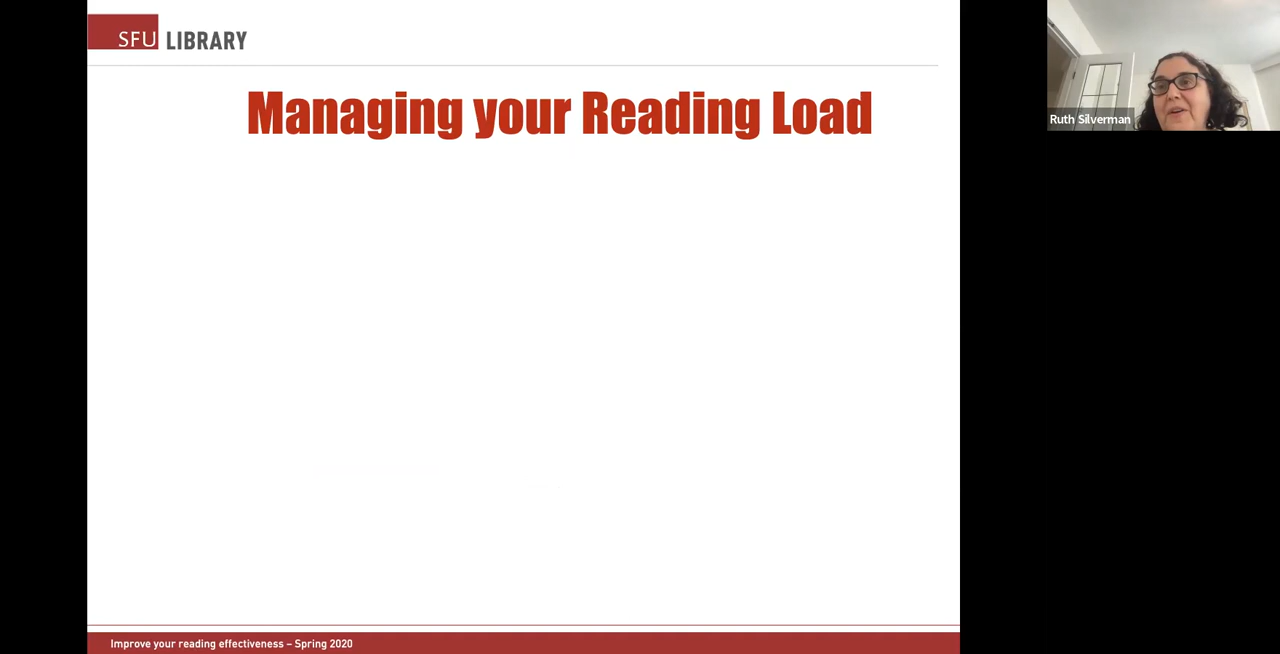 SFU LIBRARY
Managing your Reading Load
Ruth Silverman
Improve your reading effectiveness – Spring 2020